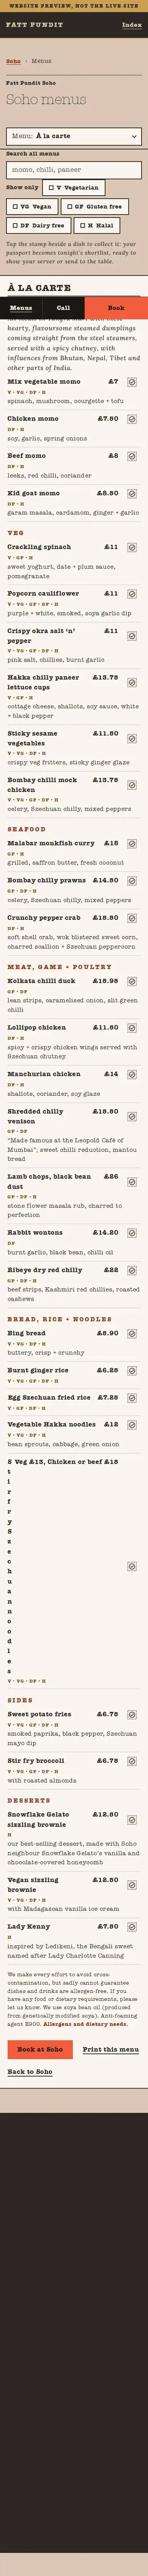 WEBSITE PREVIEW, NOT THE LIVE SITE
FATT PUNDIT
Index
Soho › Menus
Fatt Pundit Soho
Soho menus
Menu: À la carte
Search all menus
momo, chilli, paneer
Show only
V Vegetarian
VG Vegan
GF Gluten free
DF Dairy free
H Halal
Tap the stamp beside a dish to collect it: your
passport becomes tonight's shortlist, ready to
show your server or send to the table.
À LA CARTE
Menus
Call
Book
hearty, flavoursome steamed dumplings
coming straight from the steel steamers,
served with a spicy chutney, with
influences from Bhutan, Nepal, Tibet and
other parts of India.
Mix vegetable momo £7
V · VG · DF · H
spinach, mushroom, courgette + tofu
Chicken momo £7.50
DF · H
soy, garlic, spring onions
Beef momo £8
DF · H
leeks, red chilli, coriander
Kid goat momo £8.50
DF · H
garam masala, cardamom, ginger + garlic
VEG
Crackling spinach £11
V · GF · H
sweet yoghurt, date + plum sauce,
pomegranate
Popcorn cauliflower £11
V · VG · GF · DF · H
purple + white, smoked, soya garlic dip
Crispy okra salt 'n' £11
pepper
V · VG · GF · DF · H
pink salt, chillies, burnt garlic
Hakka chilly paneer £13.75
lettuce cups
V · GF · H
cottage cheese, shallots, soy sauce, white
+ black pepper
Sticky sesame £11.50
vegetables
V · VG · DF · H
crispy veg fritters, sticky ginger glaze
Bombay chilli mock £13.75
chicken
V · VG · GF · DF · H
celery, Szechuan chilly, mixed peppers
SEAFOOD
Malabar monkfish curry £18
GF · H
grilled, saffron butter, fresh coconut
Bombay chilly prawns £14.50
GF · DF · H
celery, Szechuan chilly, mixed peppers
Crunchy pepper crab £18.50
DF · H
soft shell crab, wok blistered sweet corn,
charred scallion + Szechuan peppercorn
MEAT, GAME + POULTRY
Kolkata chilli duck £15.95
GF · DF
lean strips, caramelised onion, slit green
chilli
Lollipop chicken £11.50
DF · H
spicy + crispy chicken wings served with
Szechuan chutney
Manchurian chicken £14
DF · H
shallots, coriander, soy glaze
Shredded chilly £18.50
venison
GF · DF
"Made famous at the Leopold Café of
Mumbai"; sweet chilli reduction, mantou
bread
Lamb chops, black bean £26
dust
GF · DF · H
stone flower masala rub, charred to
perfection
Rabbit wontons £14.20
DF
burnt garlic, black bean, chilli oil
Ribeye dry red chilly £22
GF · DF · H
beef strips, Kashmiri red chillies, roasted
cashews
BREAD, RICE + NOODLES
Bing bread £8.90
V · VG · DF · H
buttery, crisp + crunchy
Burnt ginger rice £6.25
V · VG · GF · DF · H
Egg Szechuan fried rice £7.25
V · GF · DF · H
Vegetable Hakka noodles £12
V · VG · DF · H
bean sprouts, cabbage, green onion
Stir fry Szechuan noodles Veg £13, Chicken or beef £15
V · VG · DF · H
SIDES
Sweet potato fries £6.75
V · VG · GF · DF · H
smoked paprika, black pepper, Szechuan
mayo dip
Stir fry broccoli £6.75
V · VG · GF · DF · H
with roasted almonds
DESSERTS
Snowflake Gelato £12.50
sizzling brownie
H
our best-selling dessert, made with Soho
neighbour Snowflake Gelato's vanilla and
chocolate-covered honeycomb
Vegan sizzling £12.50
brownie
V · VG · DF · H
with Madagascan vanilla ice cream
Lady Kenny £7.50
H
inspired by Ledikeni, the Bengali sweet
named after Lady Charlotte Canning
We make every effort to avoid cross-
contamination, but sadly cannot guarantee
dishes and drinks are allergen-free. If you
have any food or dietary requirements, please
let us know. We use soya bean oil (produced
from genetically modified soya). Anti-foaming
agent E900. Allergens and dietary needs.
Book at Soho
Print this menu
Back to Soho